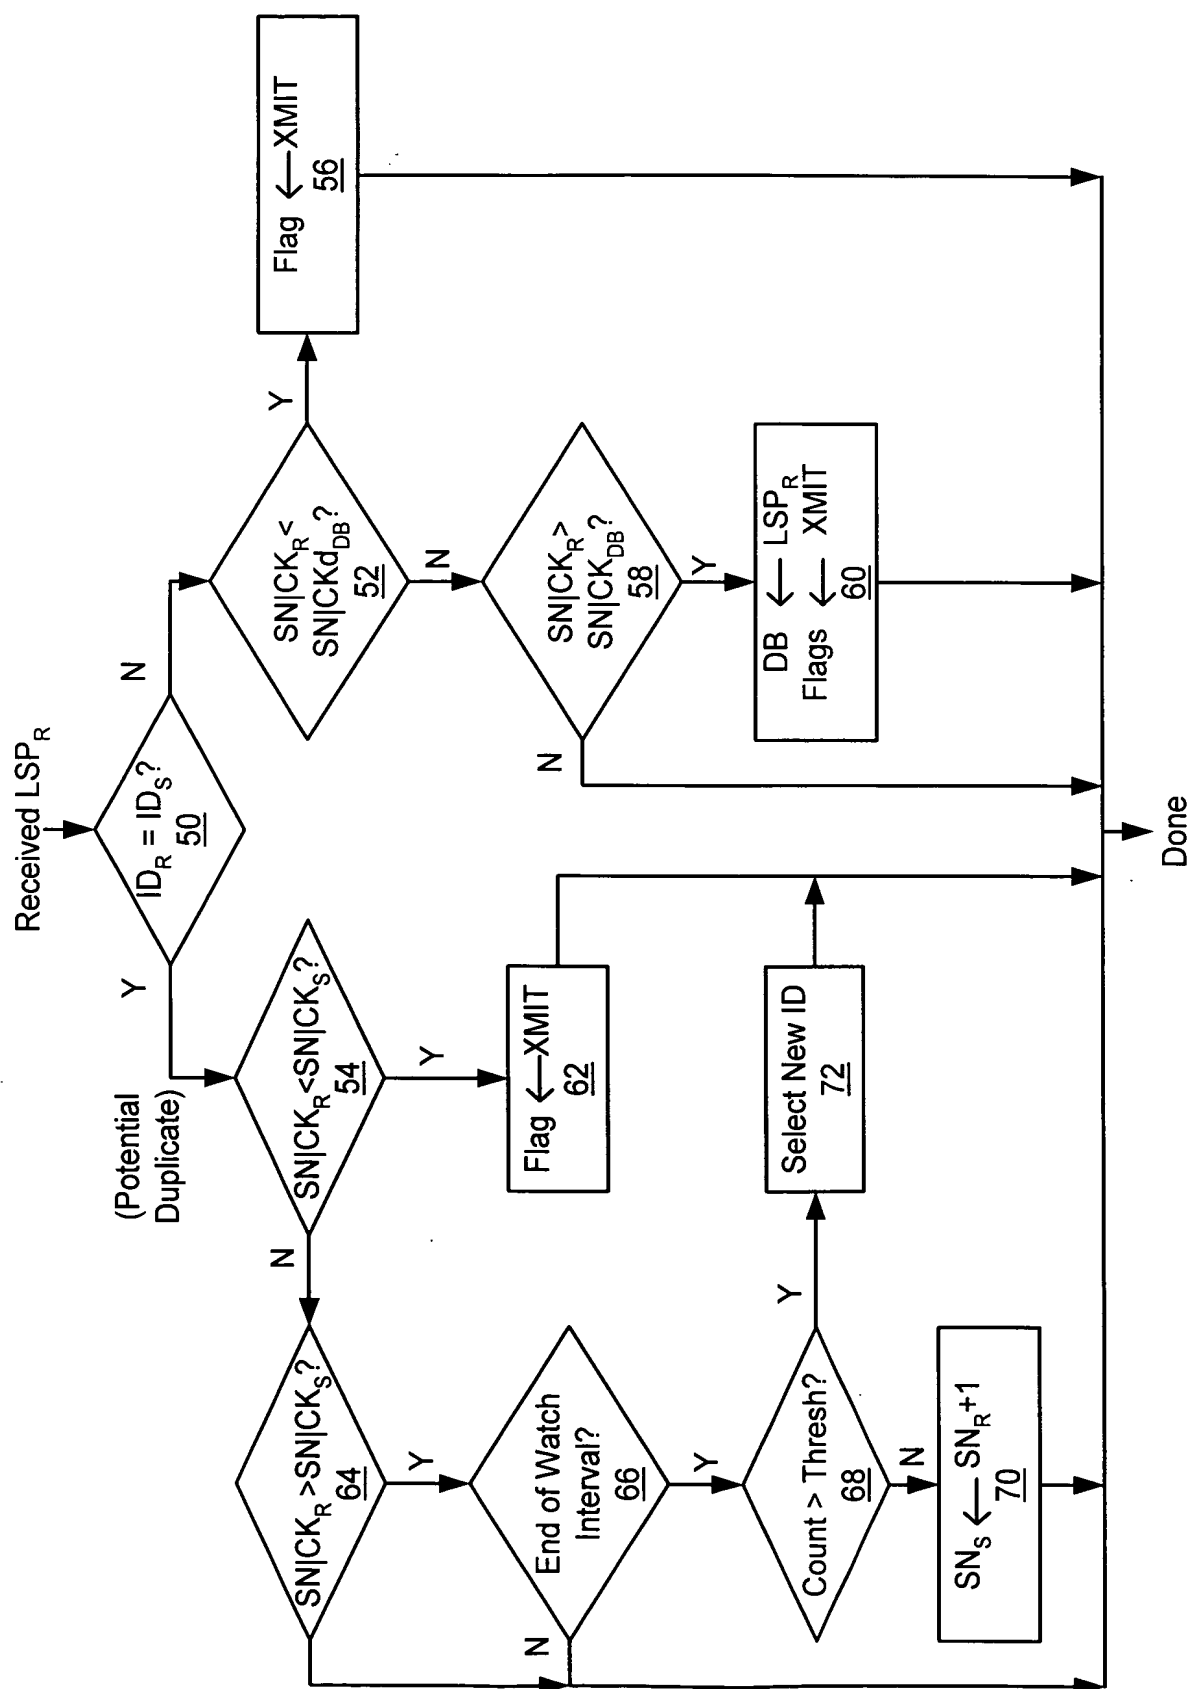 Received LSP_R
ID_R = ID_S?
50
Y
N
(Potential
Duplicate)
SN|CK_R <SN|CK_S?
54
Y
N
Flag ←XMIT
62
SN|CK_R >SN|CK_S?
64
Y
End of Watch
Interval?
66
N
Y
Count > Thresh?
68
Y
N
Select New ID
72
SN_S ← SN_R+1
70
SN|CK_R <
SN|CKd_DB?
52
Y
N
Flag ←XMIT
56
SN|CK_R >
SN|CK_DB?
58
N
Y
DB ← LSP_R
Flags ← XMIT
60
Done